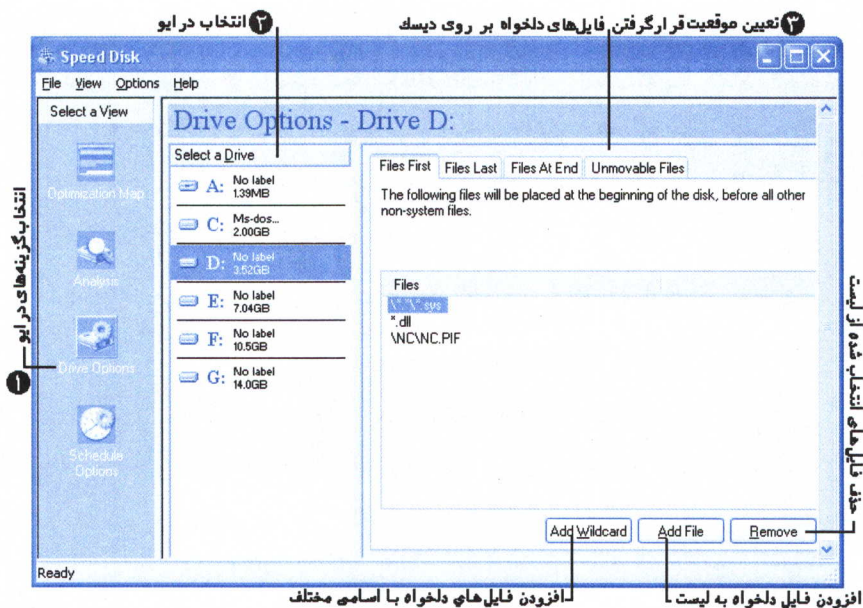 ❷ انتخاب درایو
❸ تعیین موقعیت قرارگرفتن فایل‌های دلخواه بر روی دیسك
Speed Disk
File View Options Help
Select a View
Optimization Map
Analysis
Drive Options
Schedule
Options
Drive Options - Drive D:
Select a Drive
A: No label
1.39MB
C: Ms-dos...
2.00GB
D: No label
3.52GB
E: No label
7.04GB
F: No label
10.5GB
G: No label
14.0GB
Files First Files Last Files At End Unmovable Files
The following files will be placed at the beginning of the disk, before all other
non-system files.
Files
*.dll
\NC\NC.PIF
Add Wildcard Add File Remove
Ready
❶ انتخاب گزینه‌های درایو
حذف فایل‌های انتخاب شده از لیست
افزودن فایل دلخواه به لیست
افزودن فایل‌های دلخواه با اسامی مختلف